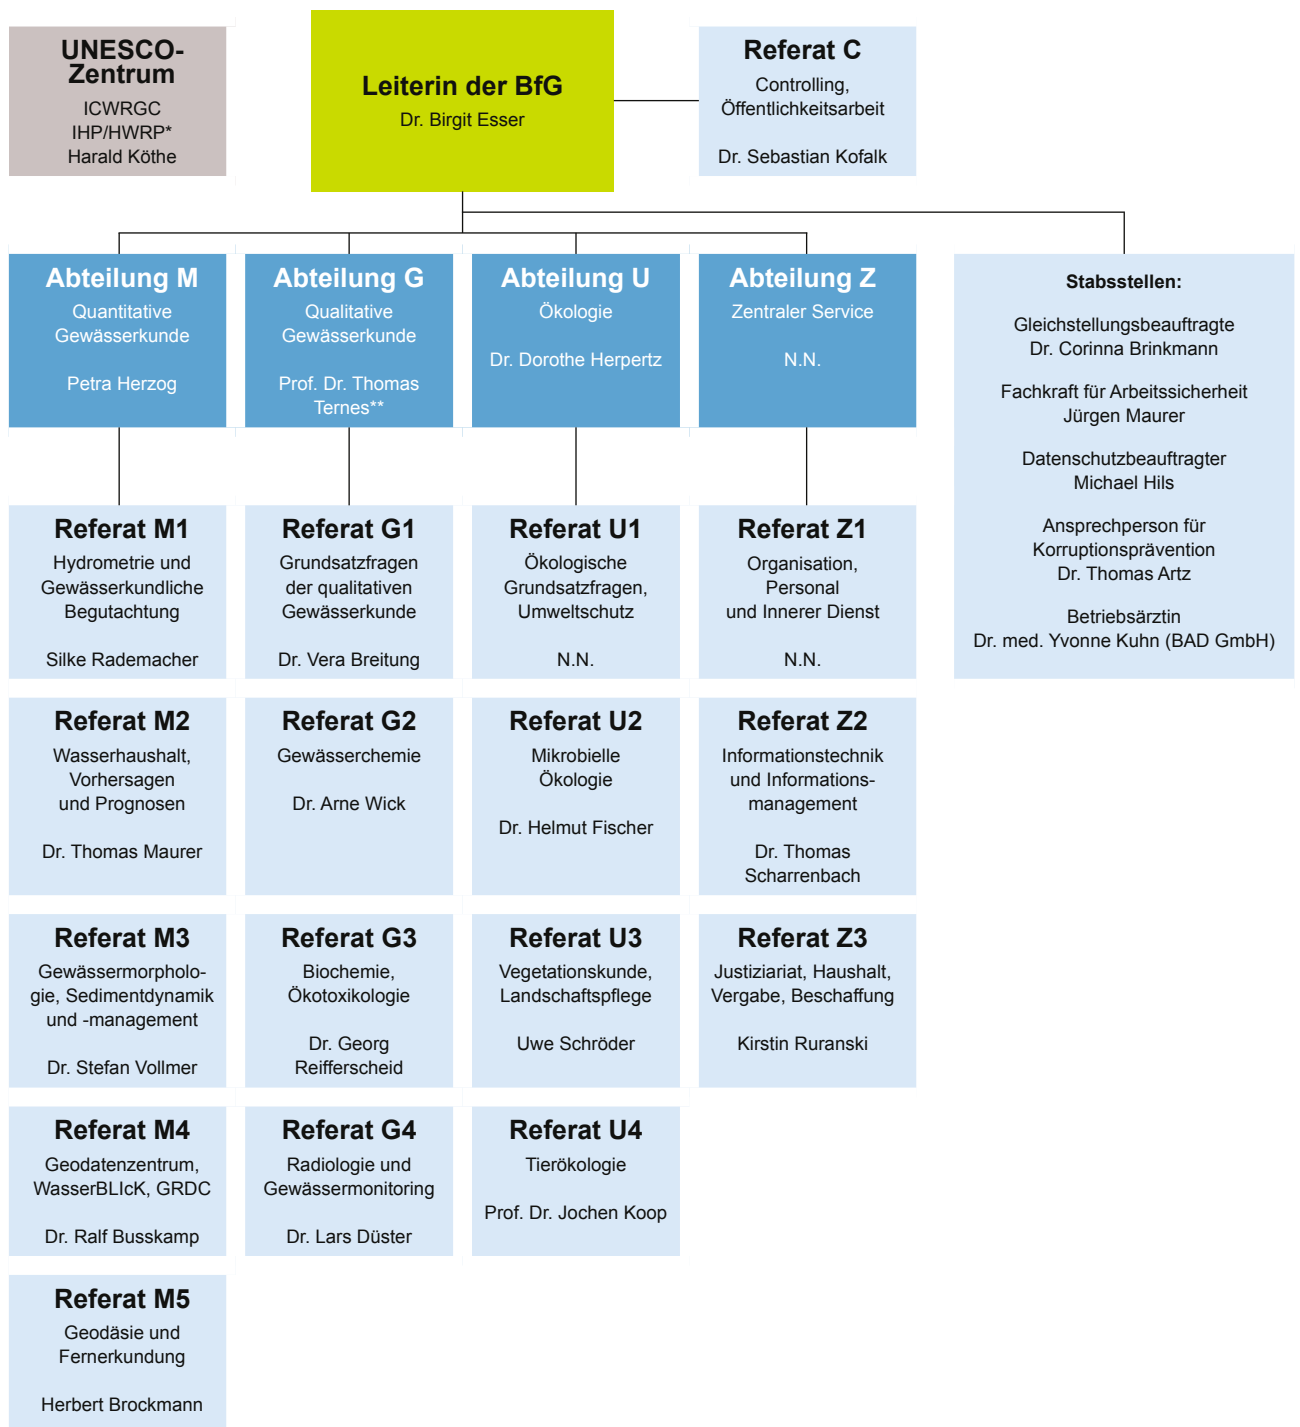 UNESCO-
Zentrum
ICWRGC
IHP/HWRP*
Harald Köthe
Leiterin der BfG
Dr. Birgit Esser
Referat C
Controlling,
Öffentlichkeitsarbeit
Dr. Sebastian Kofalk
Abteilung M
Quantitative
Gewässerkunde
Petra Herzog
Abteilung G
Qualitative
Gewässerkunde
Prof. Dr. Thomas
Ternes**
Abteilung U
Ökologie
Dr. Dorothe Herpertz
Abteilung Z
Zentraler Service
N.N.
Stabsstellen:
Gleichstellungsbeauftragte
Dr. Corinna Brinkmann
Fachkraft für Arbeitssicherheit
Jürgen Maurer
Datenschutzbeauftragter
Michael Hils
Ansprechperson für
Korruptionsprävention
Dr. Thomas Artz
Betriebsärztin
Dr. med. Yvonne Kuhn (BAD GmbH)
Referat M1
Hydrometrie und
Gewässerkundliche
Begutachtung
Silke Rademacher
Referat G1
Grundsatzfragen
der qualitativen
Gewässerkunde
Dr. Vera Breitung
Referat U1
Ökologische
Grundsatzfragen,
Umweltschutz
N.N.
Referat Z1
Organisation,
Personal
und Innerer Dienst
N.N.
Referat M2
Wasserhaushalt,
Vorhersagen
und Prognosen
Dr. Thomas Maurer
Referat G2
Gewässerchemie
Dr. Arne Wick
Referat U2
Mikrobielle
Ökologie
Dr. Helmut Fischer
Referat Z2
Informationstechnik
und Informations-
management
Dr. Thomas
Scharrenbach
Referat M3
Gewässermorpholo-
gie, Sedimentdynamik
und -management
Dr. Stefan Vollmer
Referat G3
Biochemie,
Ökotoxikologie
Dr. Georg
Reifferscheid
Referat U3
Vegetationskunde,
Landschaftspflege
Uwe Schröder
Referat Z3
Justiziariat, Haushalt,
Vergabe, Beschaffung
Kirstin Ruranski
Referat M4
Geodatenzentrum,
WasserBLIcK, GRDC
Dr. Ralf Busskamp
Referat G4
Radiologie und
Gewässermonitoring
Dr. Lars Düster
Referat U4
Tierökologie
Prof. Dr. Jochen Koop
Referat M5
Geodäsie und
Fernerkundung
Herbert Brockmann